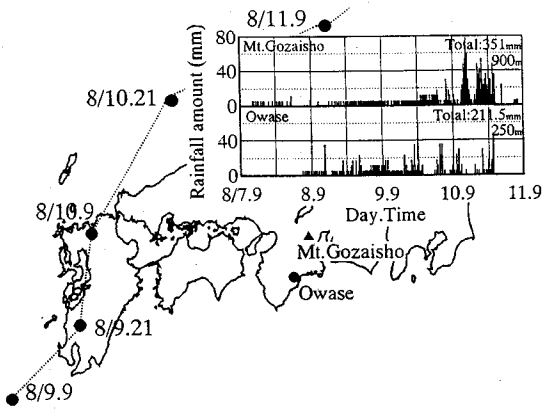 8/11.9
Rainfall amount (mm)
80
Mt.Gozaisho
Total:351mm
900m
40
0
Owase
Total:211.5mm
250m
40
0
8/7.9
8.9
9.9
10.9
11.9
Day.Time
8/10.21
8/10.9
Mt.Gozaisho
Owase
8/9.21
8/9.9